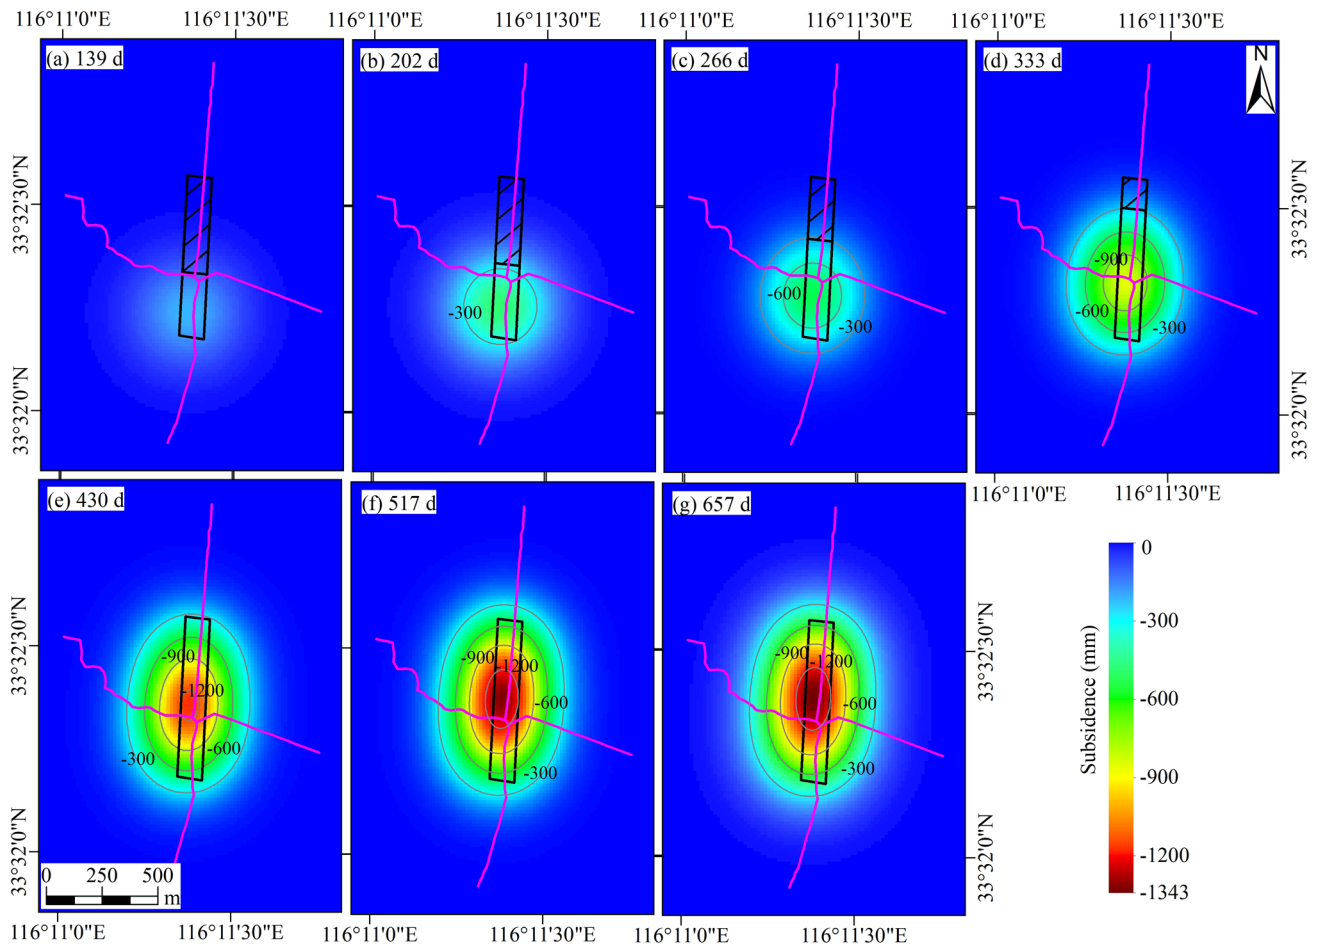 116°11'0"E 116°11'30"E 116°11'0"E 116°11'30"E 116°11'0"E 116°11'30"E 116°11'0"E 116°11'30"E
(a) 139 d
(b) 202 d
(c) 266 d
(d) 333 d
N
33°32'30"N
33°32'0"N
-300
-600
-300
-900
-600
-300
33°32'30"N
33°32'0"N
116°11'0"E 116°11'30"E
(e) 430 d
(f) 517 d
(g) 657 d
33°32'30"N
33°32'0"N
-900
-1200
-600
-300
0 250 500
m
-900
-1200
-600
-300
-900
-1200
-600
-300
33°32'30"N
33°32'0"N
Subsidence (mm)
0
-300
-600
-900
-1200
-1343
116°11'0"E 116°11'30"E 116°11'0"E 116°11'30"E 116°11'0"E 116°11'30"E